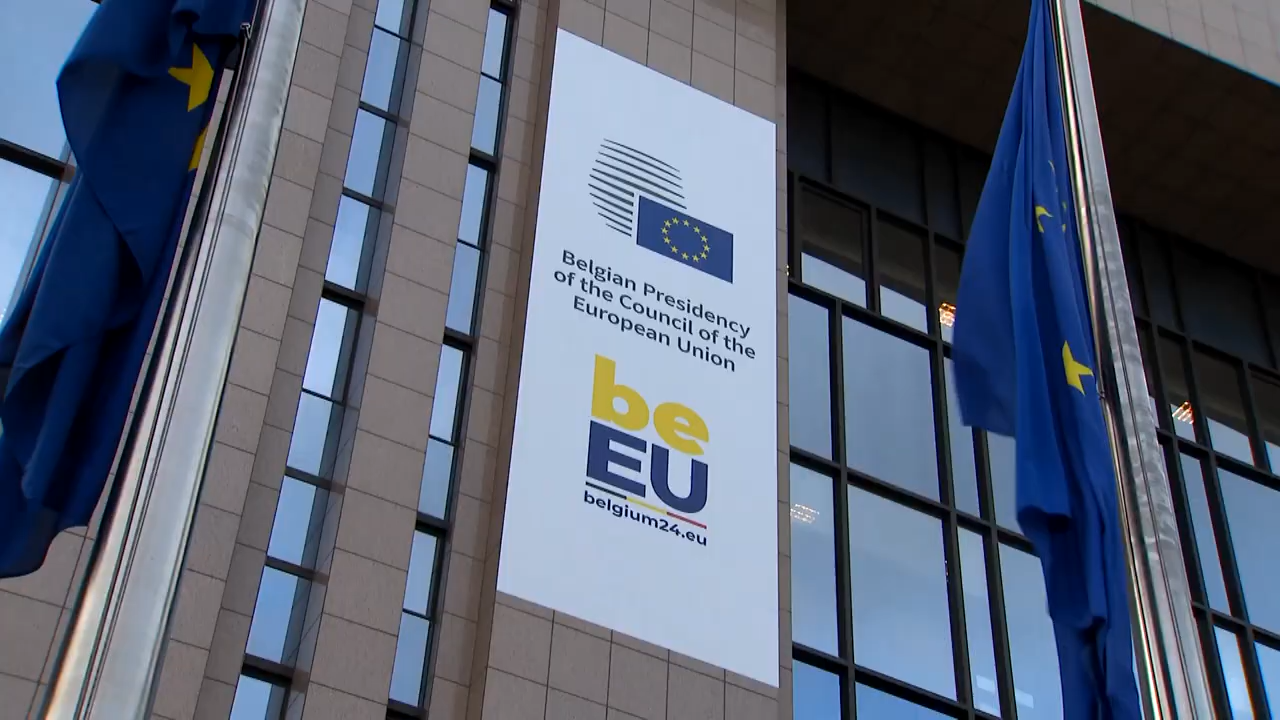 Belgian Presidency
of the Council of the
European Union
be
EU
belgium24.eu